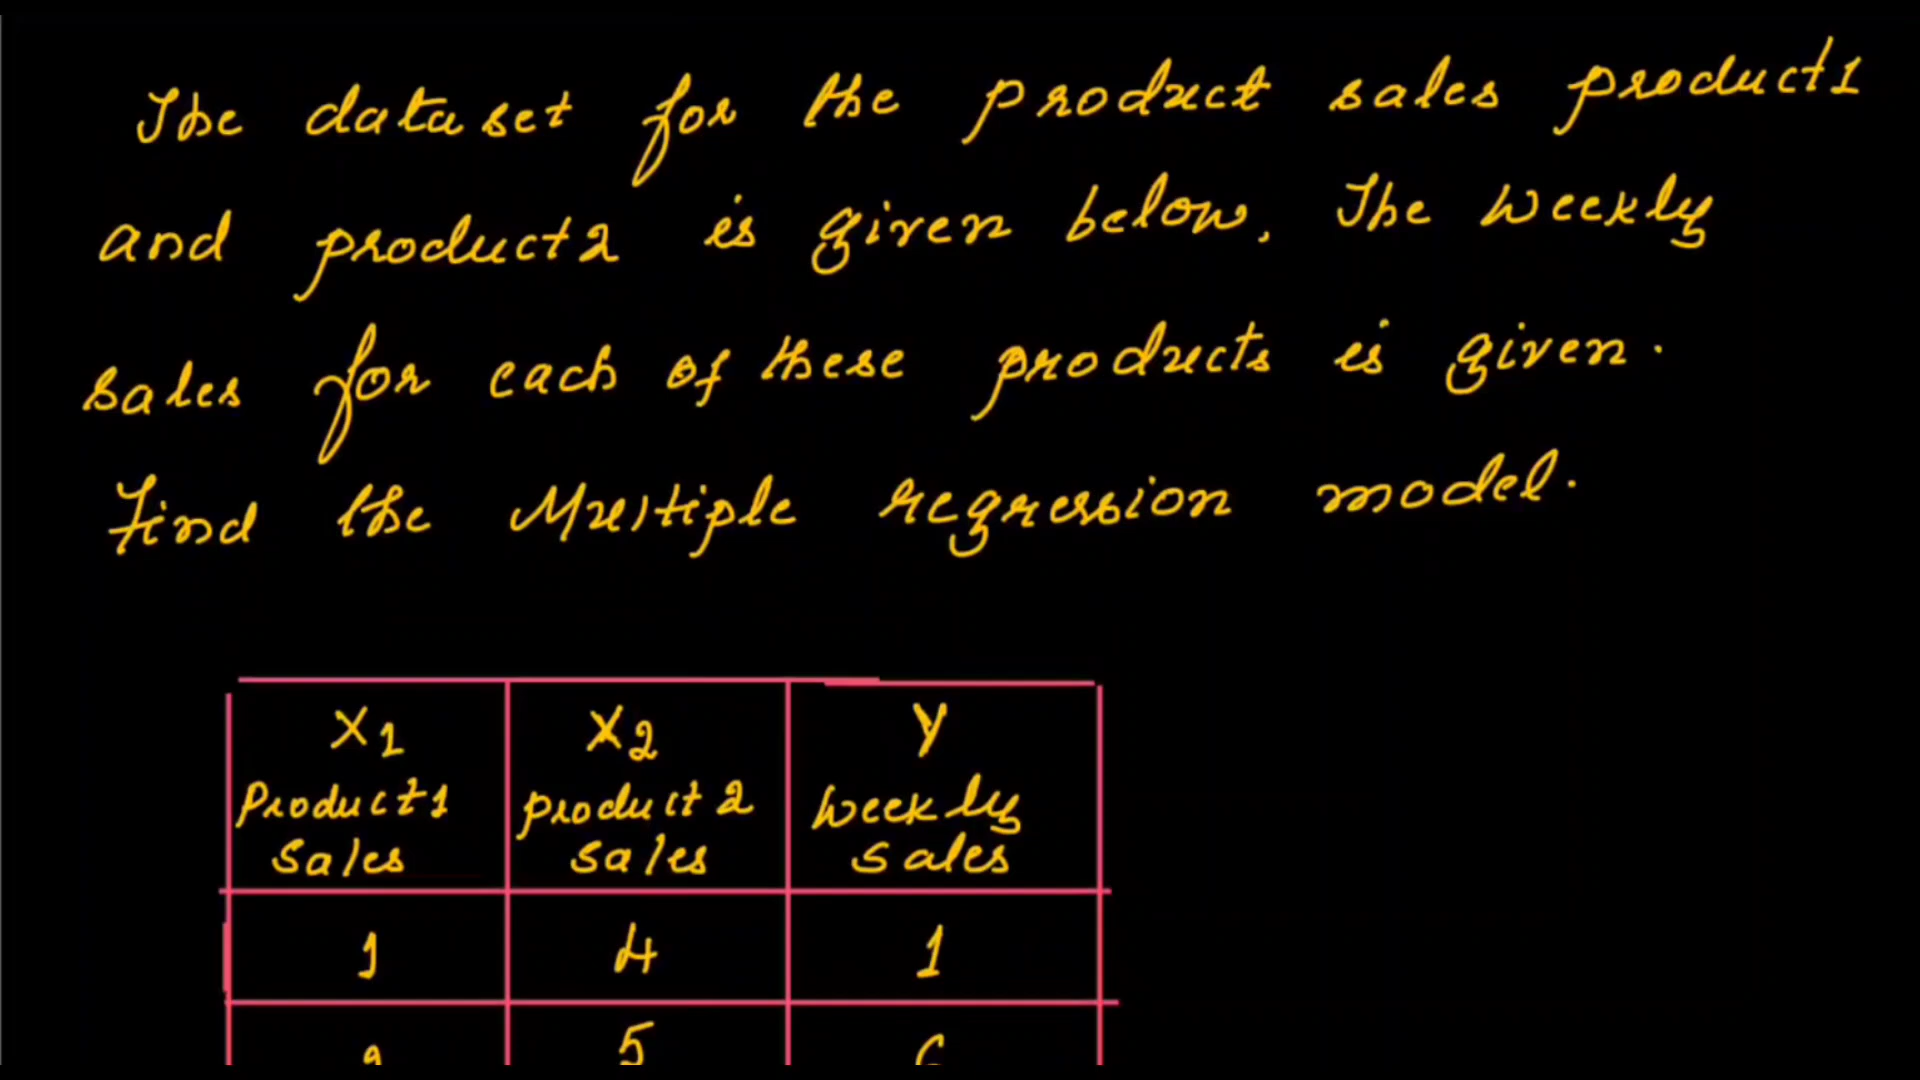 The dataset for the product sales product1
and product2 is given below. The Weekly
sales for each of these products is given.
Find the Multiple regression model.
X1 X2 Y
Product1 product 2 Weekly
Sales Sales Sales
1 4 1
5